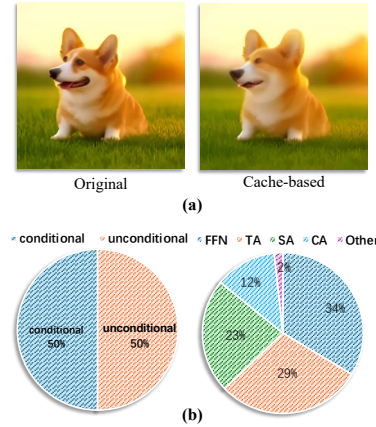 Original
Cache-based
(a)
conditional unconditional FFN TA SA CA Other
conditional
50%
unconditional
50%
34%
29%
23%
12%
2%
(b)